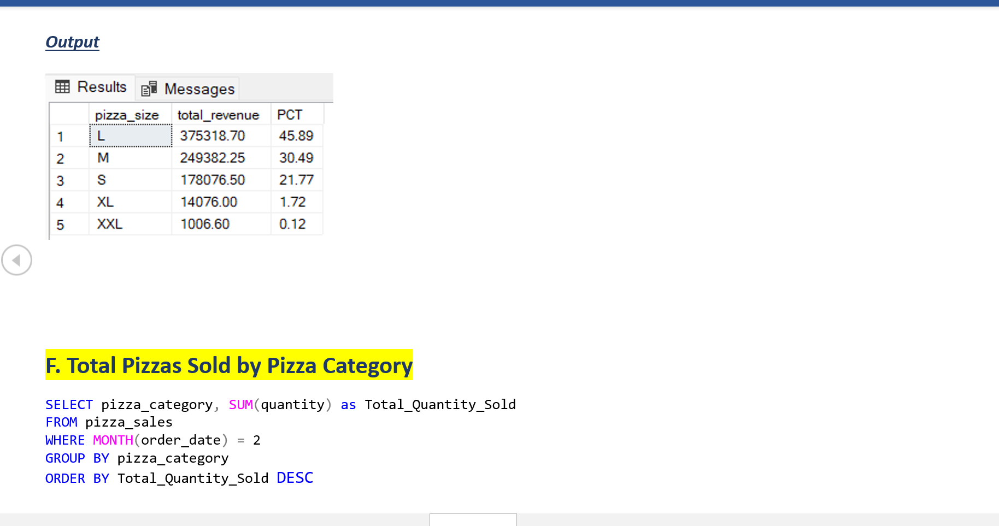 Output
Results Messages
pizza_size total_revenue PCT
1 L 375318.70 45.89
2 M 249382.25 30.49
3 S 178076.50 21.77
4 XL 14076.00 1.72
5 XXL 1006.60 0.12
F. Total Pizzas Sold by Pizza Category
SELECT pizza_category, SUM(quantity) as Total_Quantity_Sold
FROM pizza_sales
WHERE MONTH(order_date) = 2
GROUP BY pizza_category
ORDER BY Total_Quantity_Sold DESC